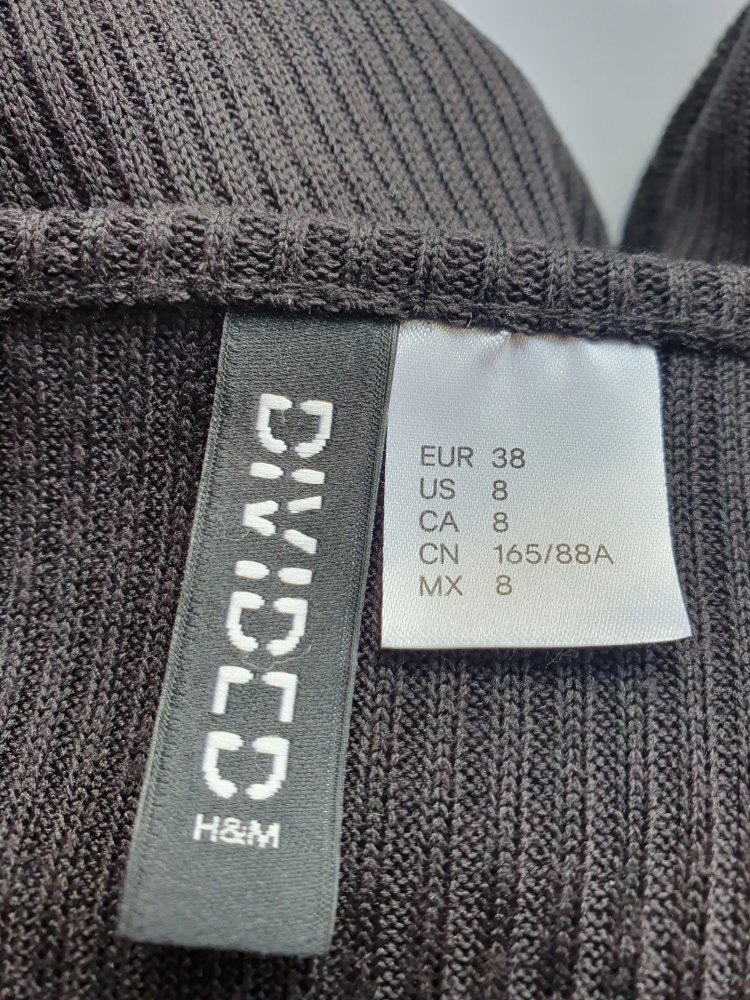 DIVIDED
H&M
EUR 38
US 8
CA 8
CN 165/88A
MX 8